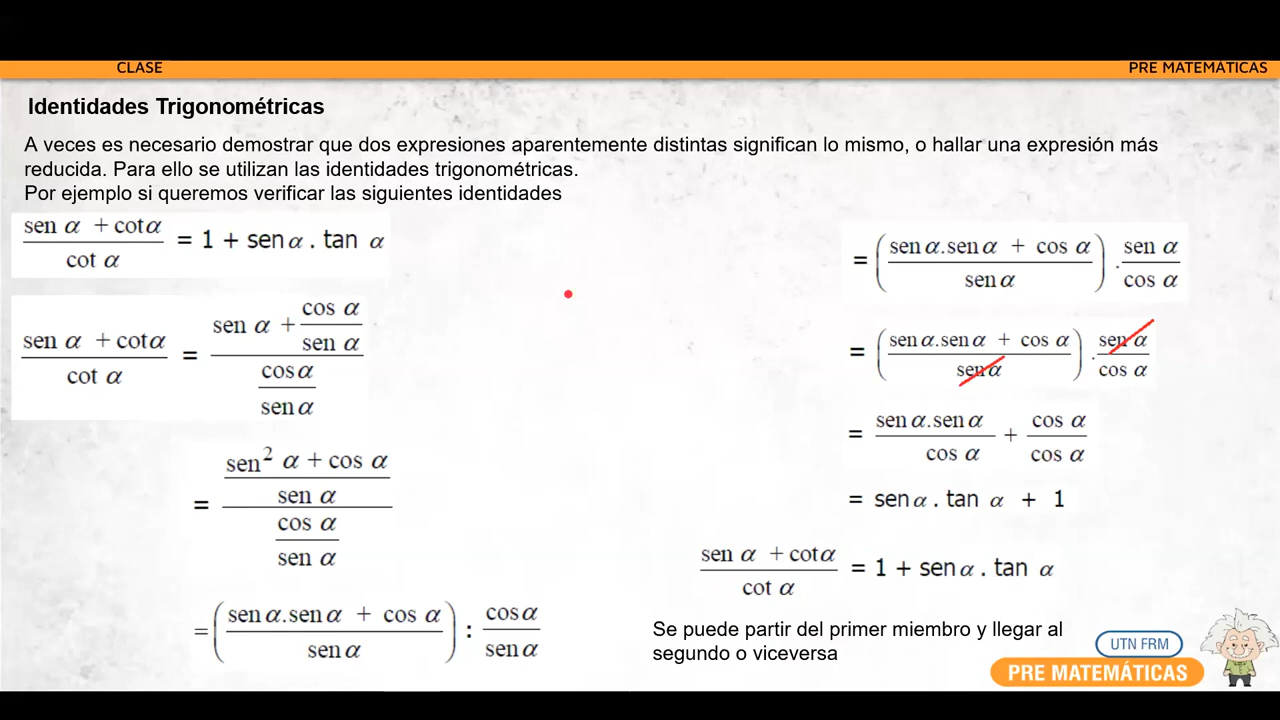 CLASE
PRE MATEMÁTICAS
Identidades Trigonométricas
A veces es necesario demostrar que dos expresiones aparentemente distintas significan lo mismo, o hallar una expresión más
reducida. Para ello se utilizan las identidades trigonométricas.
Por ejemplo si queremos verificar las siguientes identidades
sen α + cot α
cot α
= 1 + sen α . tan α
sen α + cot α
cot α
=
sen α + cos α
sen α
cos α
sen α
=
sen² α + cos α
sen α
cos α
sen α
= ( sen α.sen α + cos α
sen α ) : cos α
sen α
= ( sen α.sen α + cos α
sen α ) . sen α
cos α
= ( sen α.sen α + cos α
sen α ) . sen α
cos α
= sen α.sen α
cos α + cos α
cos α
= sen α . tan α + 1
sen α + cot α
cot α
= 1 + sen α . tan α
Se puede partir del primer miembro y llegar al
segundo o viceversa
UTN FRM
PRE MATEMÁTICAS